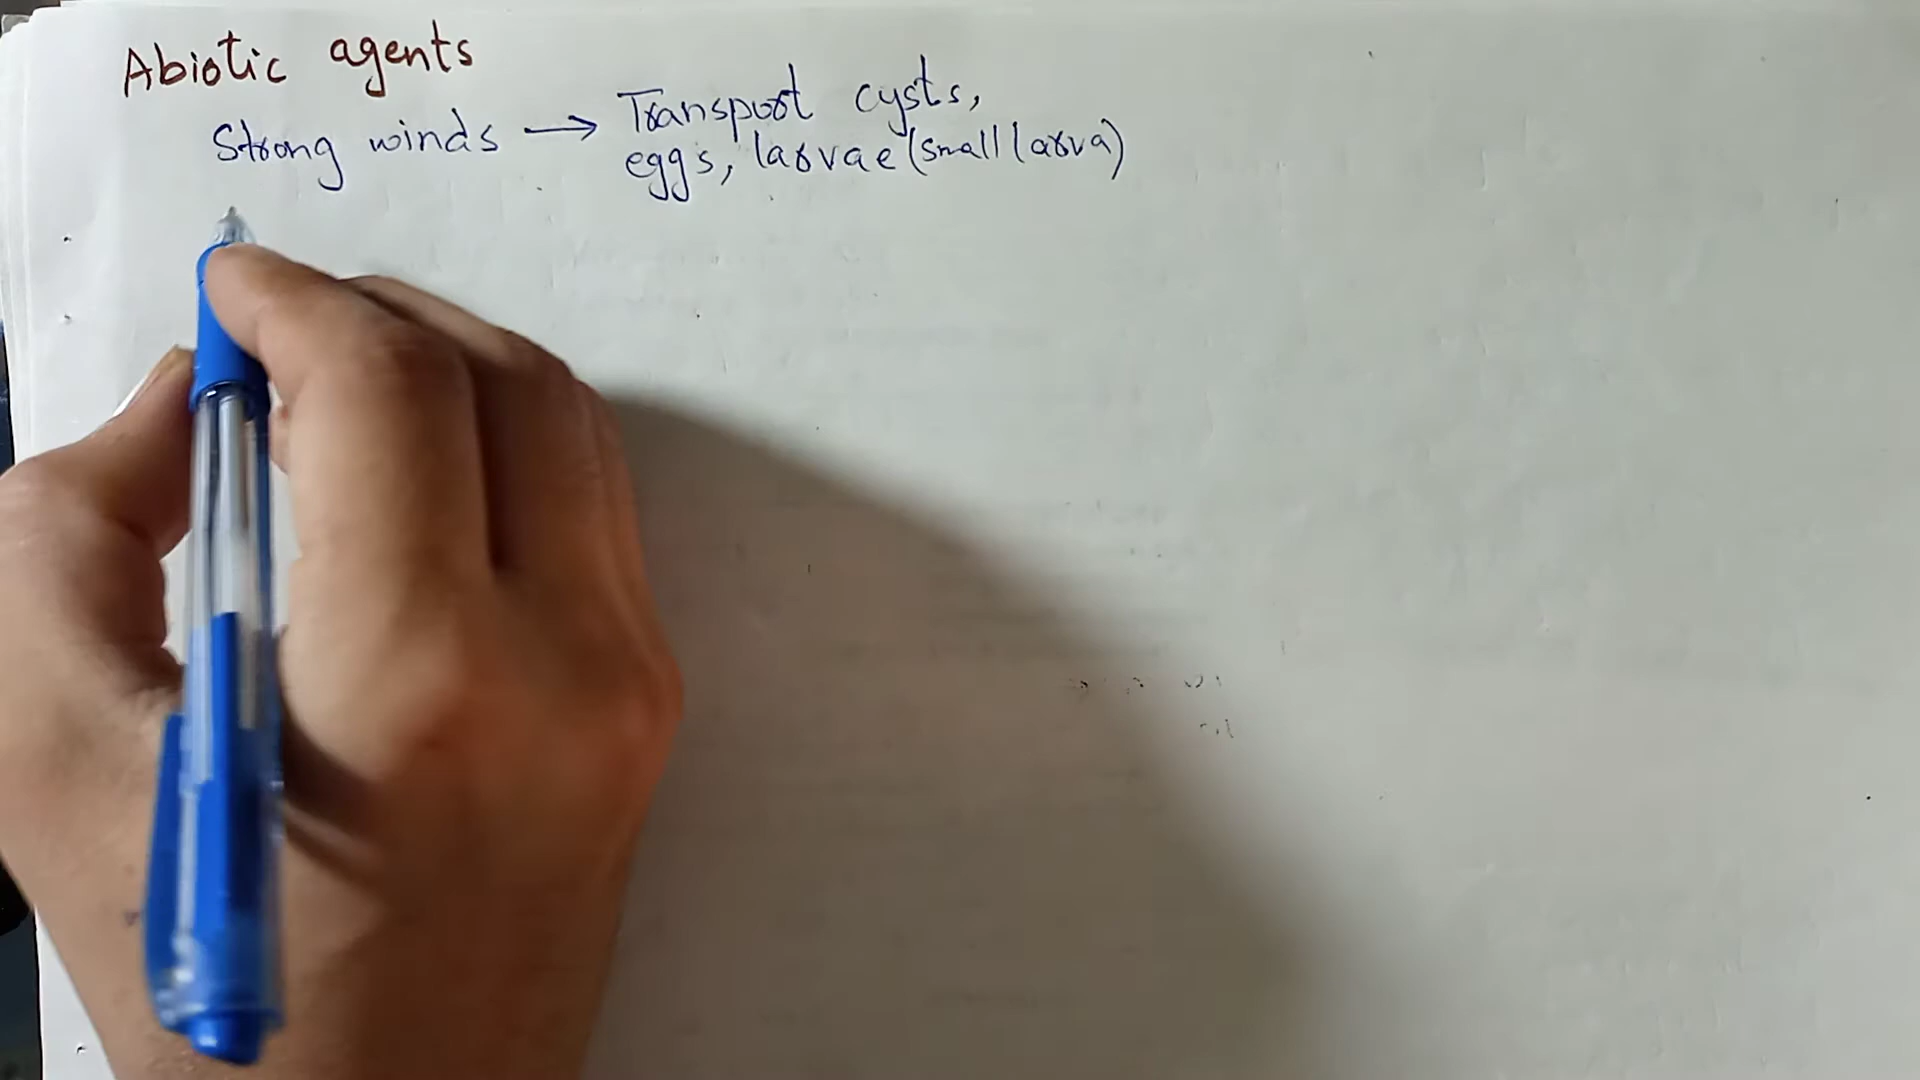 Abiotic agents
Strong winds → Transport cysts,
eggs, larvae (small larva)